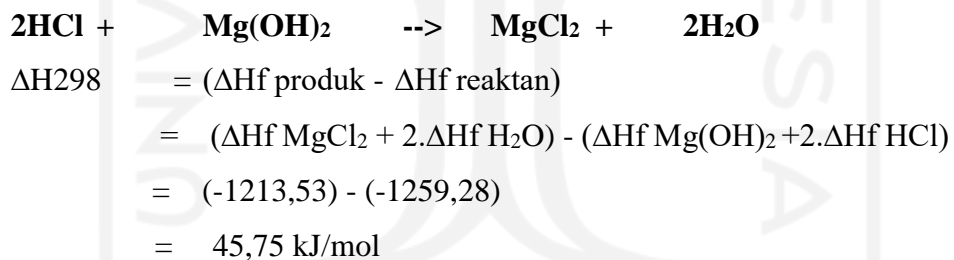 2HCl + Mg(OH)₂ --> MgCl₂ + 2H₂O
ΔH298 = (ΔHf produk - ΔHf reaktan)
= (ΔHf MgCl₂ + 2.ΔHf H₂O) - (ΔHf Mg(OH)₂ +2.ΔHf HCl)
= (-1213,53) - (-1259,28)
= 45,75 kJ/mol